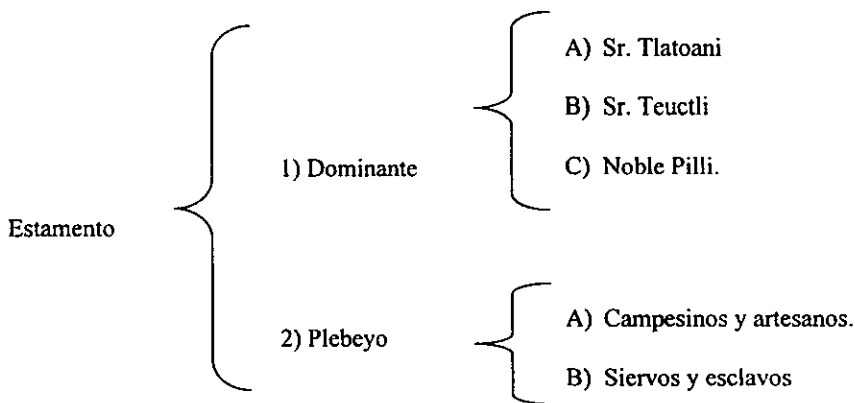 Estamento
1) Dominante
A) Sr. Tlatoani
B) Sr. Teuctli
C) Noble Pilli.
2) Plebeyo
A) Campesinos y artesanos.
B) Siervos y esclavos